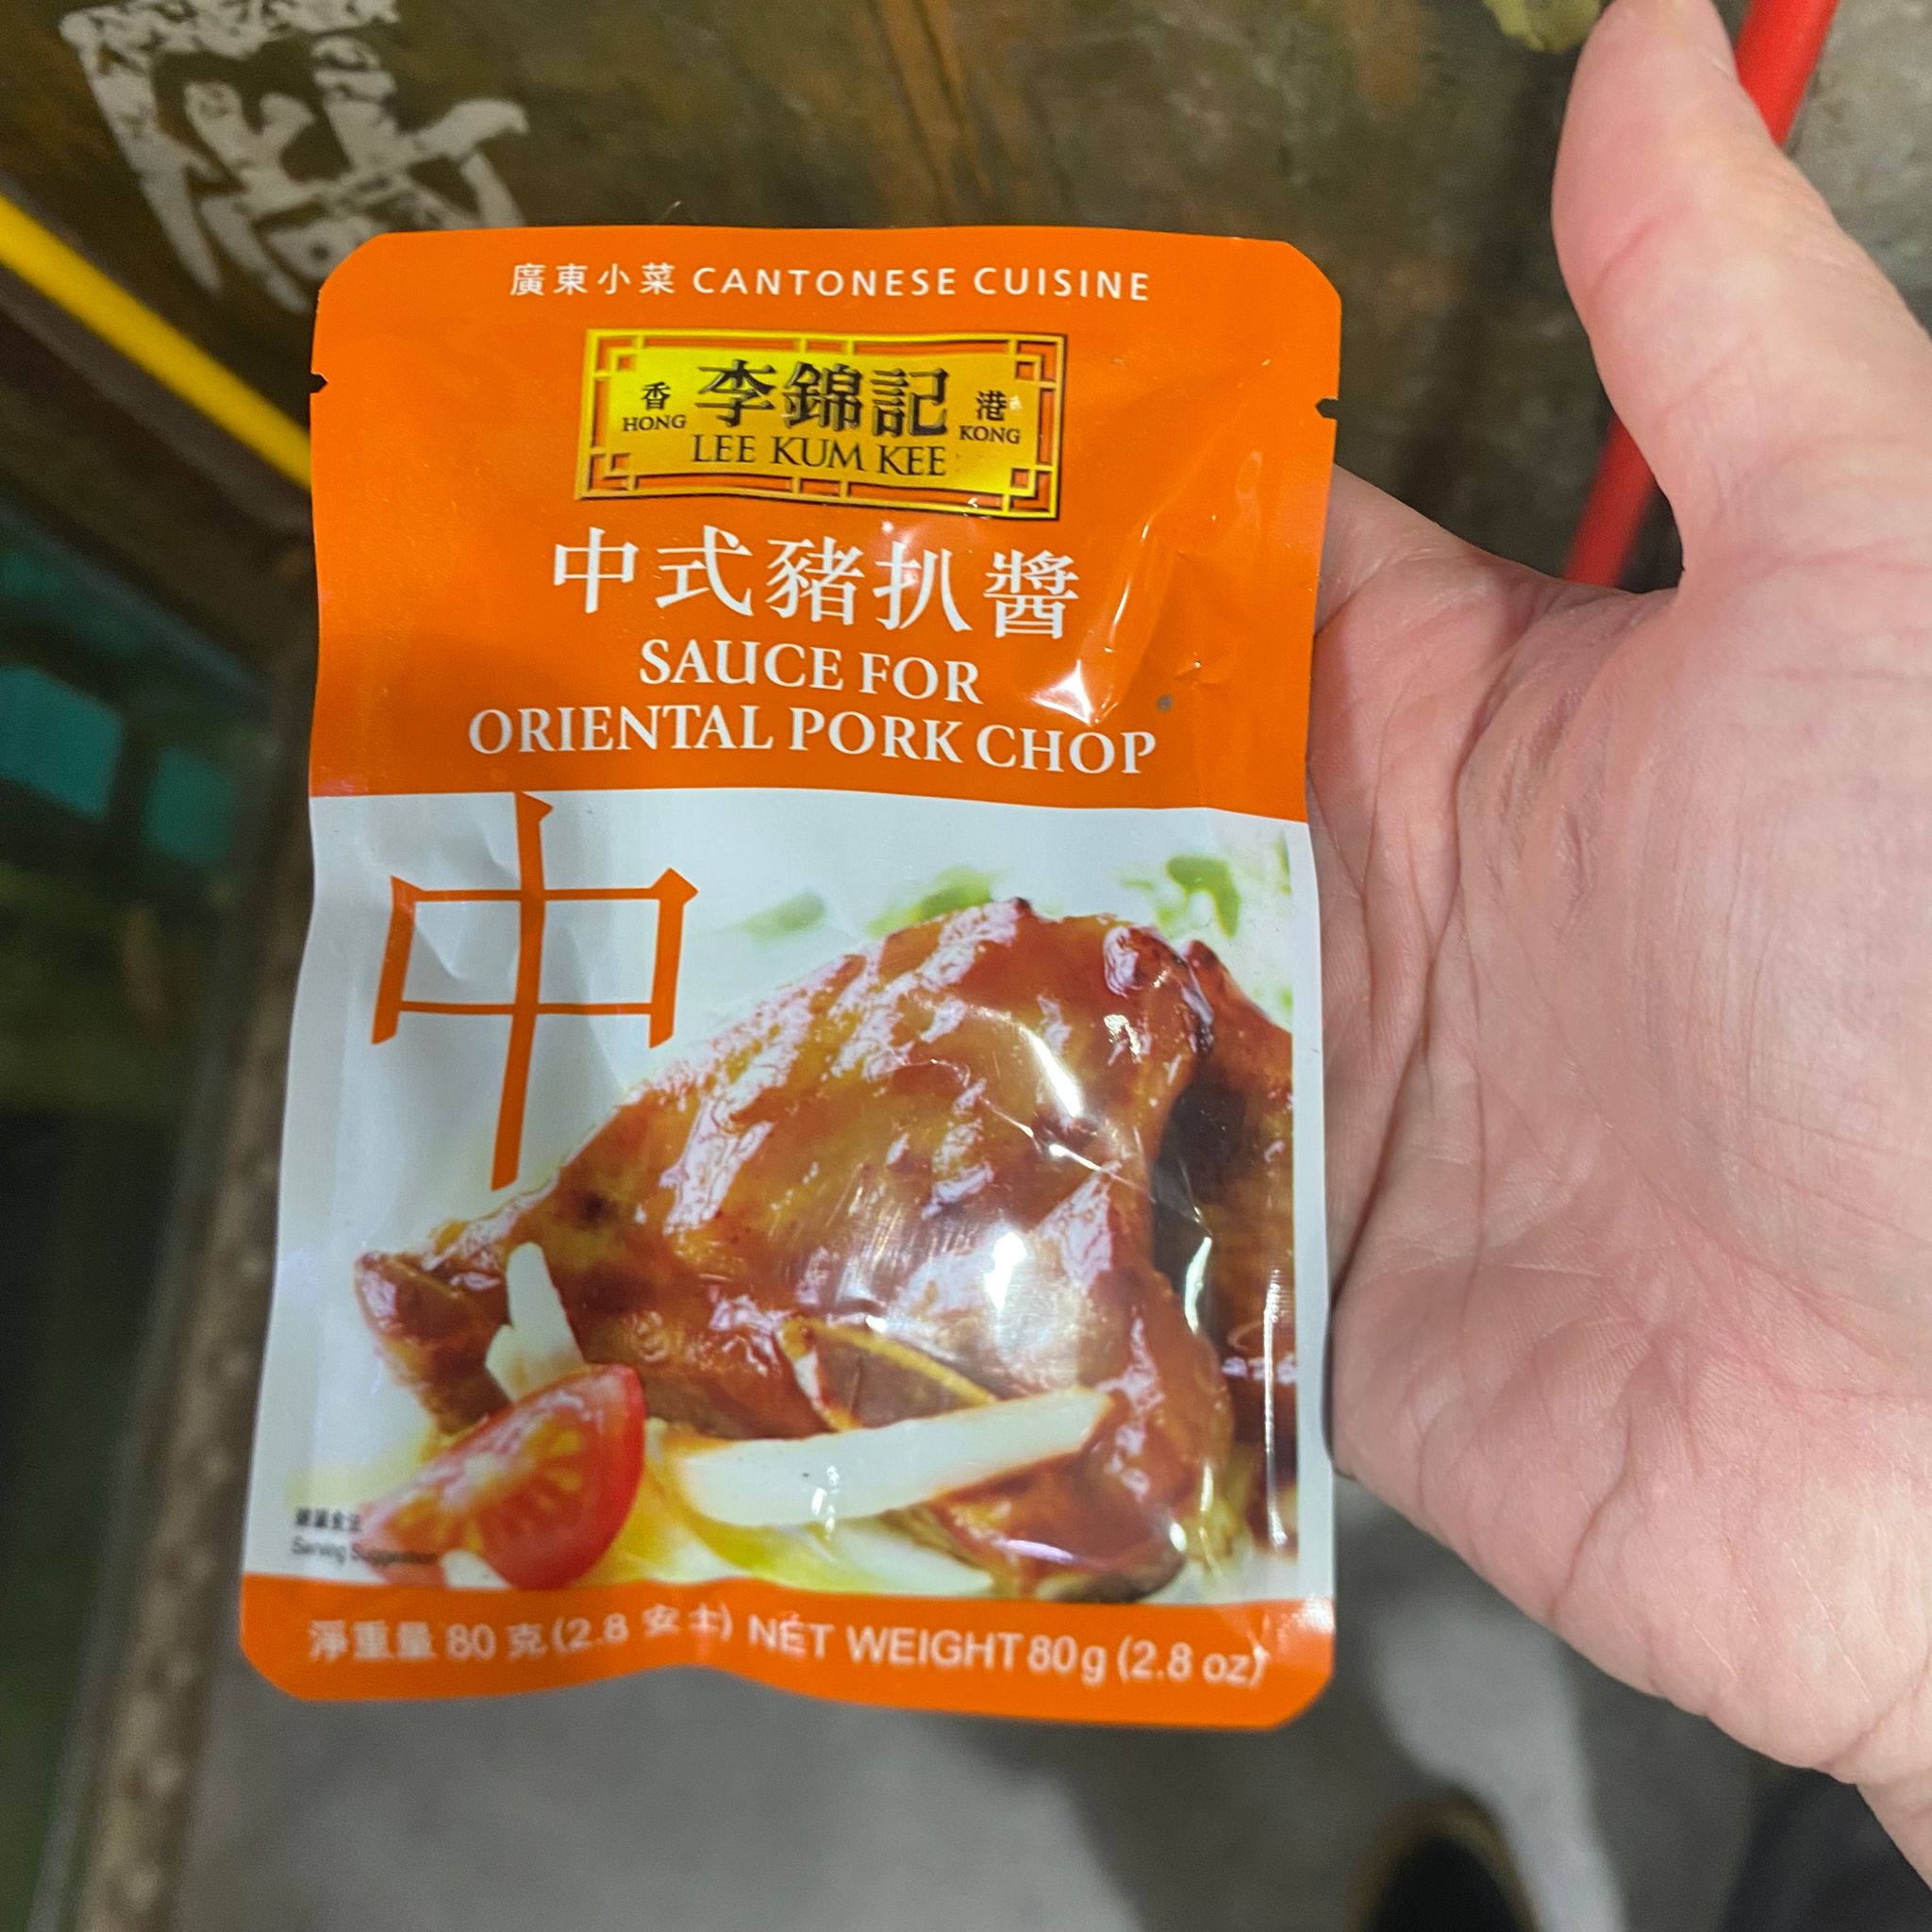 廣東小菜 CANTONESE CUISINE
香 李錦記 港
HONG LEE KUM KEE KONG
中式豬扒醬
SAUCE FOR
ORIENTAL PORK CHOP
中
Serving Suggestion
淨重量 80 克 (2.8 安士) NET WEIGHT 80g (2.8 oz)